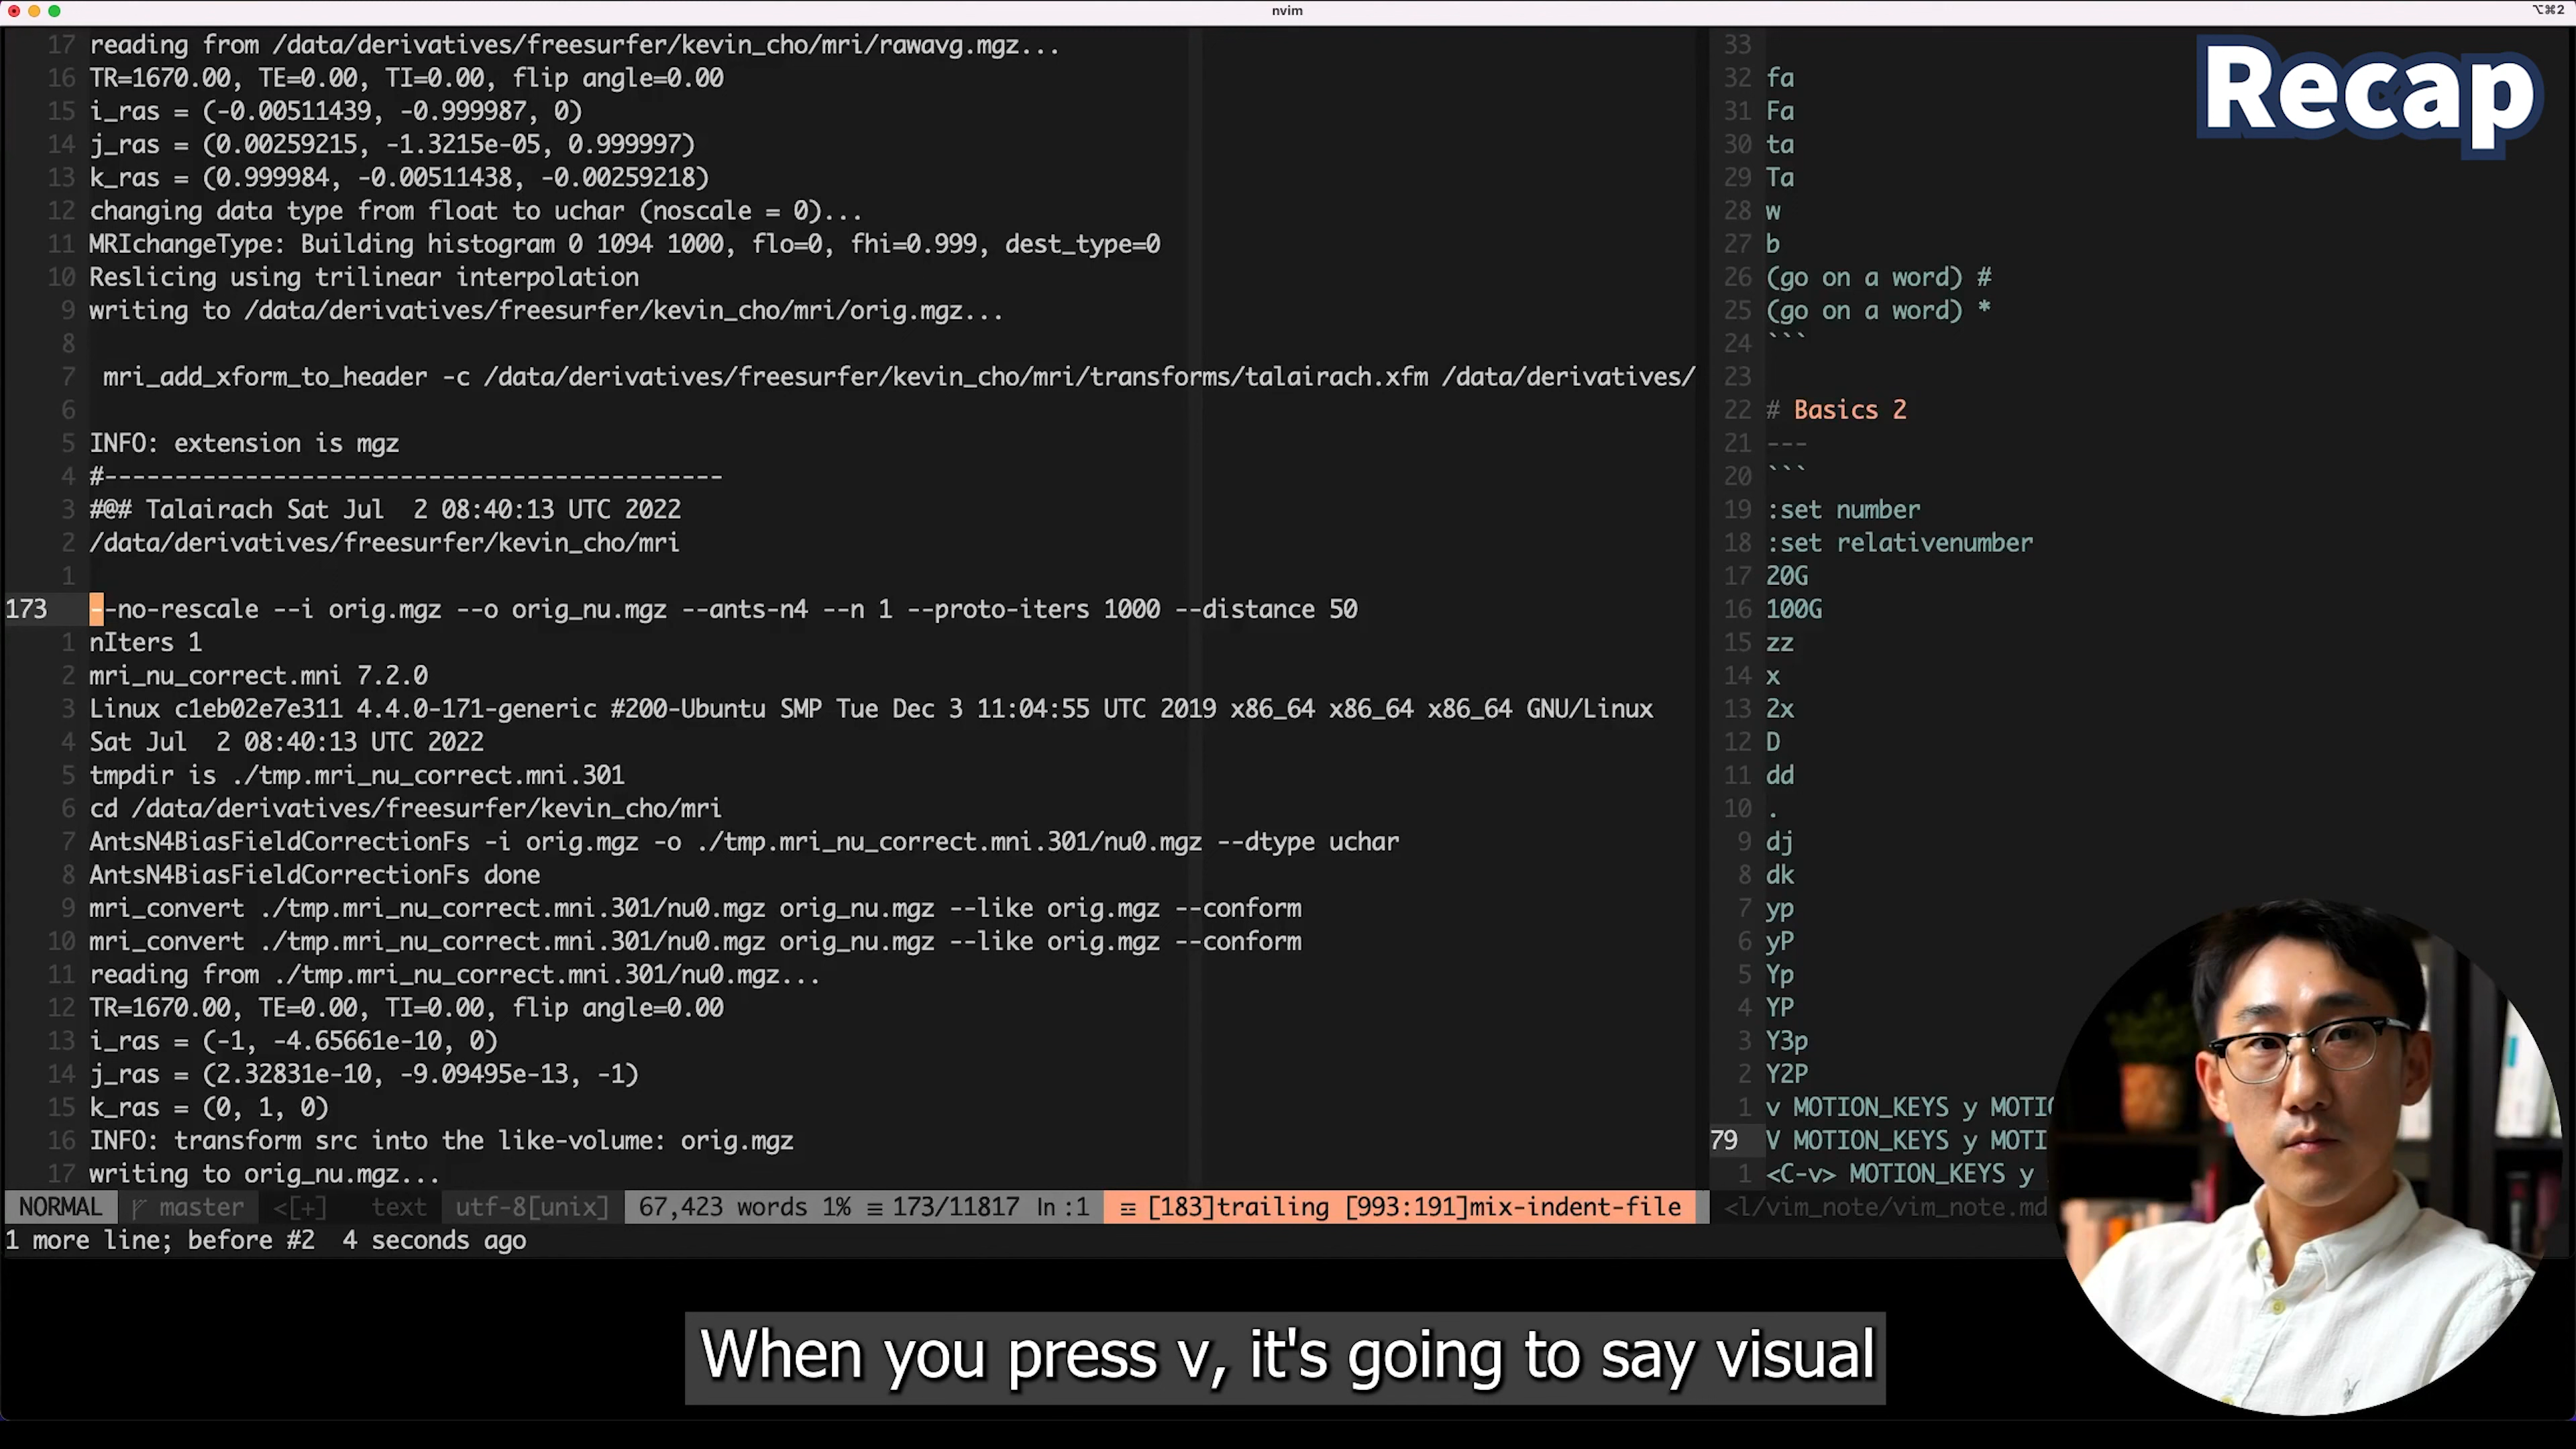 nvim
⌥⌘2
17 reading from /data/derivatives/freesurfer/kevin_cho/mri/rawavg.mgz...
16 TR=1670.00, TE=0.00, TI=0.00, flip angle=0.00
15 i_ras = (-0.00511439, -0.999987, 0)
14 j_ras = (0.00259215, -1.3215e-05, 0.999997)
13 k_ras = (0.999984, -0.00511438, -0.00259218)
12 changing data type from float to uchar (noscale = 0)...
11 MRIchangeType: Building histogram 0 1094 1000, flo=0, fhi=0.999, dest_type=0
10 Reslicing using trilinear interpolation
9 writing to /data/derivatives/freesurfer/kevin_cho/mri/orig.mgz...
8
7 mri_add_xform_to_header -c /data/derivatives/freesurfer/kevin_cho/mri/transforms/talairach.xfm /data/derivatives/
6
5 INFO: extension is mgz
4 #--------------------------------------------
3 #@# Talairach Sat Jul  2 08:40:13 UTC 2022
2 /data/derivatives/freesurfer/kevin_cho/mri
1
173 --no-rescale --i orig.mgz --o orig_nu.mgz --ants-n4 --n 1 --proto-iters 1000 --distance 50
1 nIters 1
2 mri_nu_correct.mni 7.2.0
3 Linux c1eb02e7e311 4.4.0-171-generic #200-Ubuntu SMP Tue Dec 3 11:04:55 UTC 2019 x86_64 x86_64 x86_64 GNU/Linux
4 Sat Jul  2 08:40:13 UTC 2022
5 tmpdir is ./tmp.mri_nu_correct.mni.301
6 cd /data/derivatives/freesurfer/kevin_cho/mri
7 AntsN4BiasFieldCorrectionFs -i orig.mgz -o ./tmp.mri_nu_correct.mni.301/nu0.mgz --dtype uchar
8 AntsN4BiasFieldCorrectionFs done
9 mri_convert ./tmp.mri_nu_correct.mni.301/nu0.mgz orig_nu.mgz --like orig.mgz --conform
10 mri_convert ./tmp.mri_nu_correct.mni.301/nu0.mgz orig_nu.mgz --like orig.mgz --conform
11 reading from ./tmp.mri_nu_correct.mni.301/nu0.mgz...
12 TR=1670.00, TE=0.00, TI=0.00, flip angle=0.00
13 i_ras = (-1, -4.65661e-10, 0)
14 j_ras = (2.32831e-10, -9.09495e-13, -1)
15 k_ras = (0, 1, 0)
16 INFO: transform src into the like-volume: orig.mgz
17 writing to orig_nu.mgz...
NORMAL master <[+] text utf-8[unix] 67,423 words 1% ≡ 173/11817 ln :1 ≡ [183]trailing [993:191]mix-indent-file
1 more line; before #2  4 seconds ago
33
32 fa
31 Fa
30 ta
29 Ta
28 w
27 b
26 (go on a word) #
25 (go on a word) *
24 ```
23
22 # Basics 2
21 ---
20 ```
19 :set number
18 :set relativenumber
17 20G
16 100G
15 zz
14 x
13 2x
12 D
11 dd
10 .
9 dj
8 dk
7 yp
6 yP
5 Yp
4 YP
3 Y3p
2 Y2P
1 v MOTION_KEYS y MOTIO
79 V MOTION_KEYS y MOTI
1 <C-v> MOTION_KEYS y
<l/vim_note/vim_note.md
Recap
When you press v, it's going to say visual